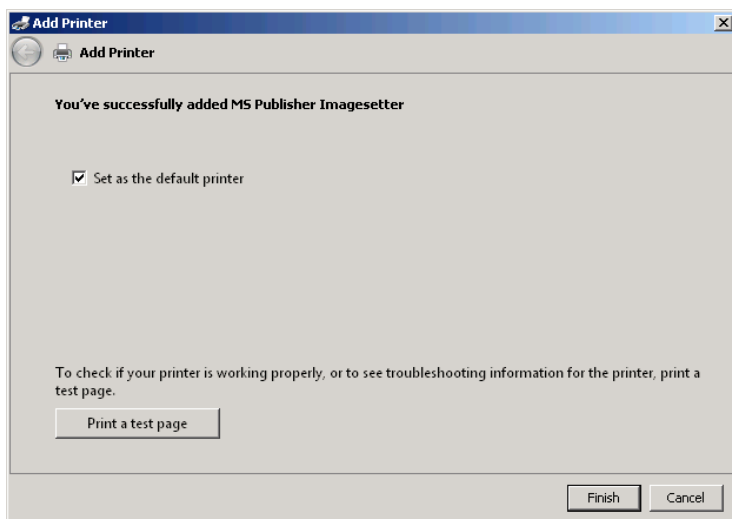 Add Printer
Add Printer
You've successfully added MS Publisher Imagesetter
Set as the default printer
To check if your printer is working properly, or to see troubleshooting information for the printer, print a
test page.
Print a test page
Finish Cancel